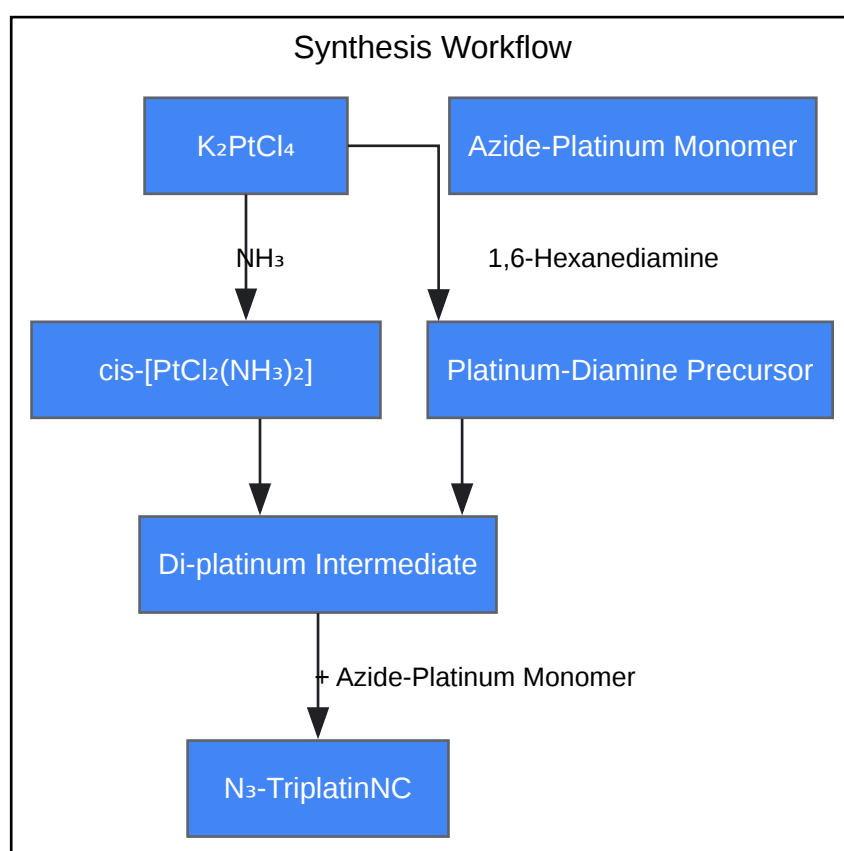 Synthesis Workflow
K₂PtCl₄
Azide-Platinum Monomer
NH₃
1,6-Hexanediamine
cis-[PtCl₂(NH₃)₂]
Platinum-Diamine Precursor
Di-platinum Intermediate
+ Azide-Platinum Monomer
N₃-TriplatinNC